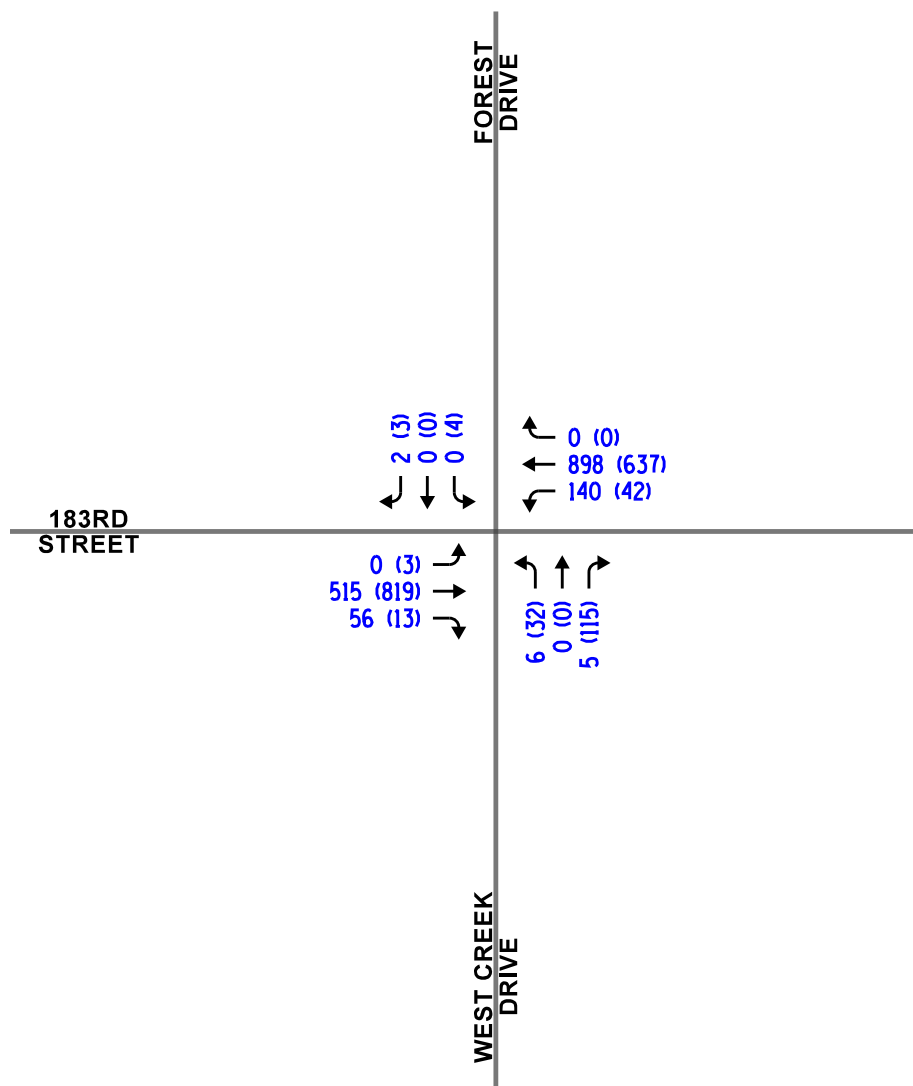 FOREST
DRIVE
2 (3)
0 (0)
0 (4)
0 (0)
898 (637)
140 (42)
183RD
STREET
0 (3)
515 (819)
56 (13)
6 (32)
0 (0)
5 (115)
WEST CREEK
DRIVE